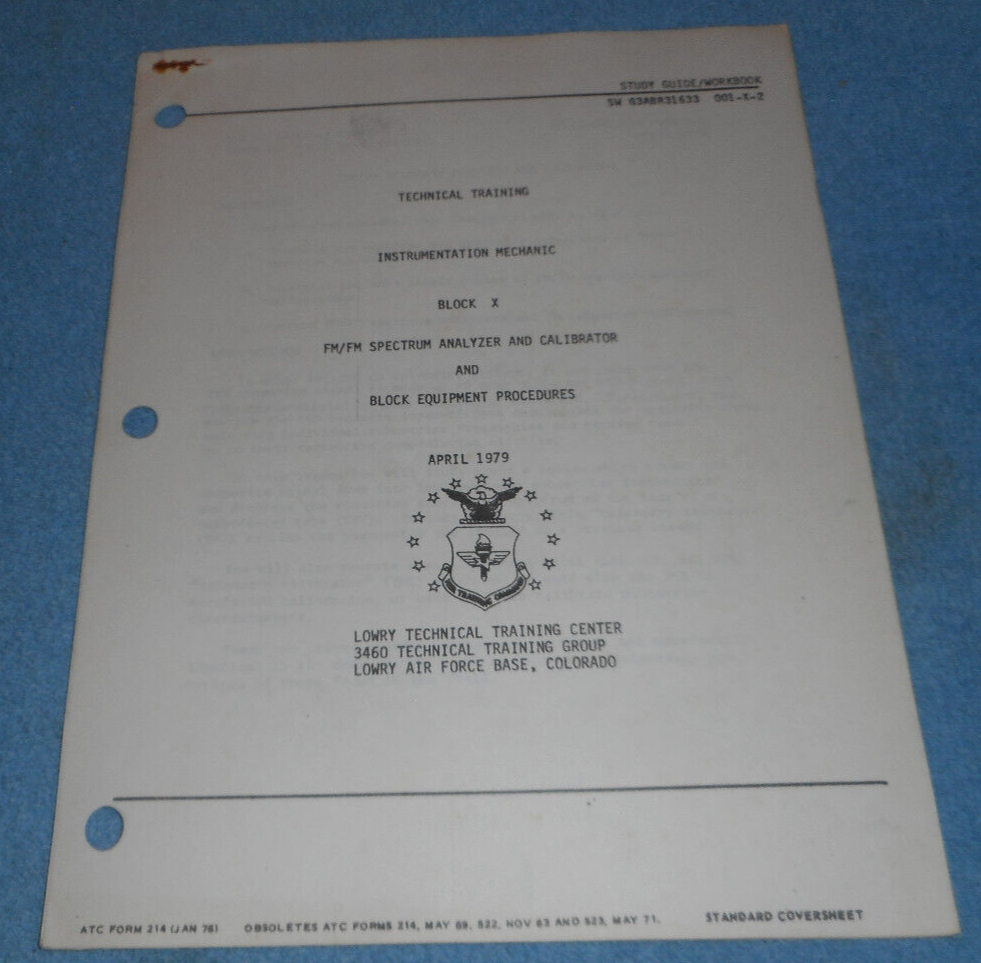 STUDY GUIDE/WORKBOOK
SW G3ABR31633 001-X-2
TECHNICAL TRAINING
INSTRUMENTATION MECHANIC
BLOCK X
FM/FM SPECTRUM ANALYZER AND CALIBRATOR
AND
BLOCK EQUIPMENT PROCEDURES
APRIL 1979
AIR TRAINING COMMAND
LOWRY TECHNICAL TRAINING CENTER
3460 TECHNICAL TRAINING GROUP
LOWRY AIR FORCE BASE, COLORADO
ATC FORM 214 (JAN 76) OBSOLETES ATC FORMS 214, MAY 69, 522, NOV 63 AND 523, MAY 71. STANDARD COVERSHEET